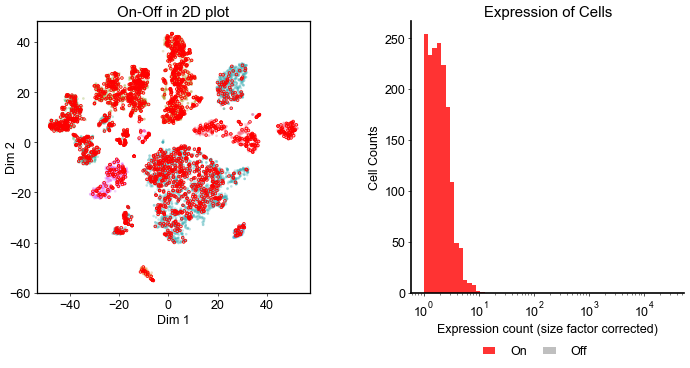 On-Off in 2D plot
40
20
0
−20
−40
−60
−40 −20 0 20 40
Dim 1
Dim 2
Expression of Cells
250
200
150
100
50
0
10^0 10^1 10^2 10^3 10^4
Cell Counts
Expression count (size factor corrected)
On Off